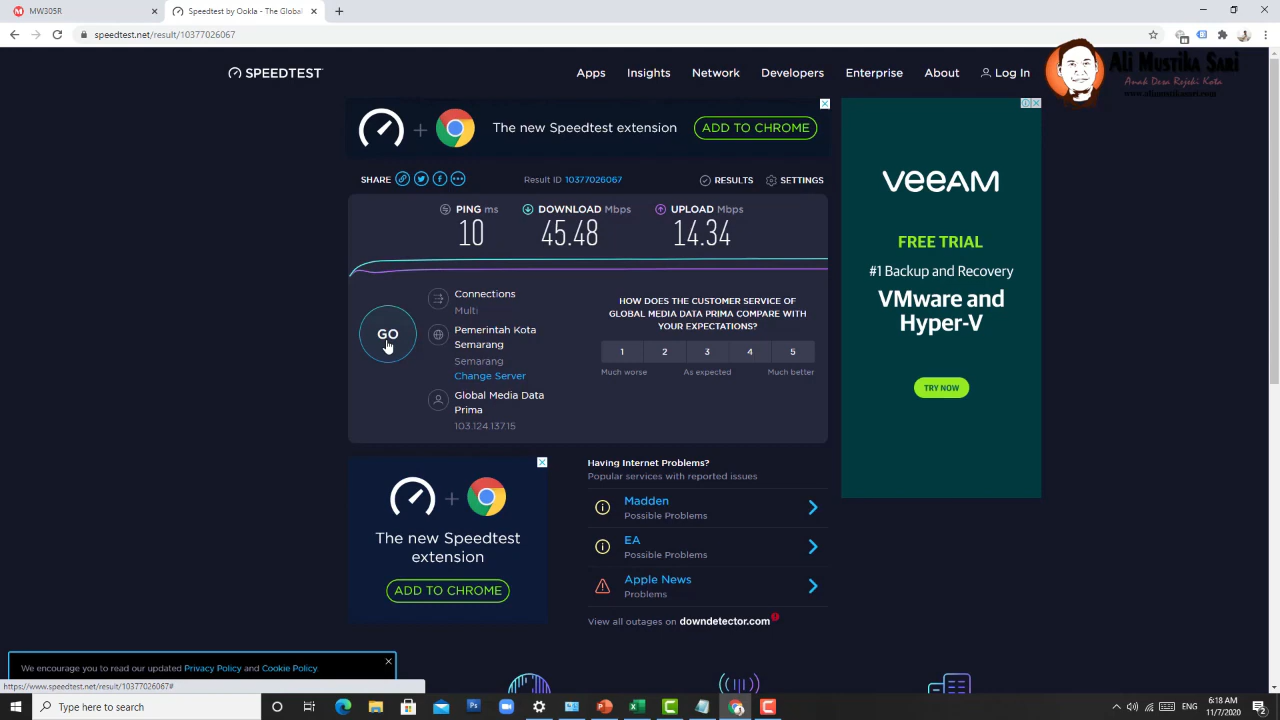 MW305R
Speedtest by Ookla - The Global
speedtest.net/result/10377026067
SPEEDTEST
Apps
Insights
Network
Developers
Enterprise
About
Log In
Ali Mustika Sari
Anak Desa Rejeki Kota
www.alimustikasari.com
The new Speedtest extension
ADD TO CHROME
SHARE
Result ID 10377026067
RESULTS
SETTINGS
PING ms
10
DOWNLOAD Mbps
45.48
UPLOAD Mbps
14.34
GO
Connections
Multi
Pemerintah Kota
Semarang
Semarang
Change Server
Global Media Data
Prima
103.124.137.15
HOW DOES THE CUSTOMER SERVICE OF
GLOBAL MEDIA DATA PRIMA COMPARE WITH
YOUR EXPECTATIONS?
1 2 3 4 5
Much worse As expected Much better
veeAM
FREE TRIAL
#1 Backup and Recovery
VMware and
Hyper-V
TRY NOW
The new Speedtest
extension
ADD TO CHROME
Having Internet Problems?
Popular services with reported issues
Madden
Possible Problems
EA
Possible Problems
Apple News
Problems
View all outages on downdetector.com
We encourage you to read our updated Privacy Policy and Cookie Policy.
https://www.speedtest.net/result/10377026067#
Type here to search
ENG
6:18 AM
11/7/2020
2